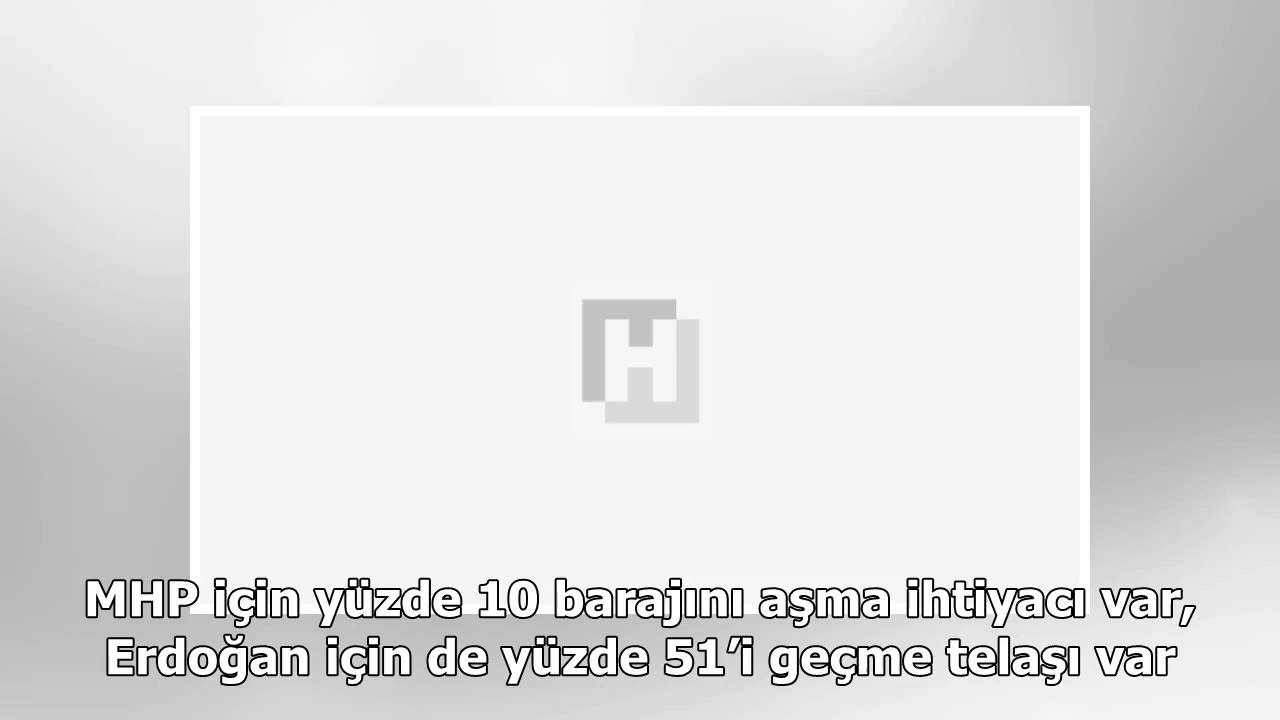 H
MHP için yüzde 10 barajını aşma ihtiyacı var,
Erdoğan için de yüzde 51’i geçme telaşı var